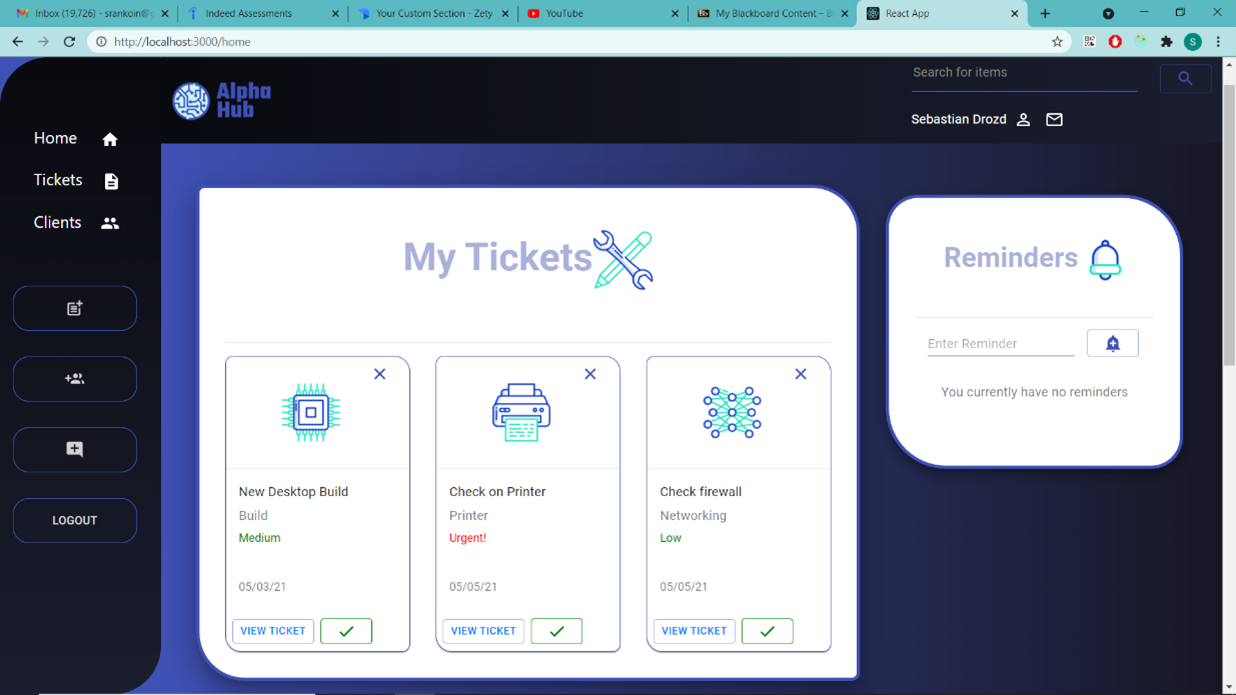 Inbox (19,726) - srankoin@g
Indeed Assessments
Your Custom Section - Zety
YouTube
My Blackboard Content – B
React App
http://localhost:3000/home
S
Alpha
Hub
Search for items
Sebastian Drozd
Home
Tickets
Clients
LOGOUT
My Tickets
New Desktop Build
Build
Medium
05/03/21
VIEW TICKET
Check on Printer
Printer
Urgent!
05/05/21
VIEW TICKET
Check firewall
Networking
Low
05/05/21
VIEW TICKET
Reminders
Enter Reminder
You currently have no reminders